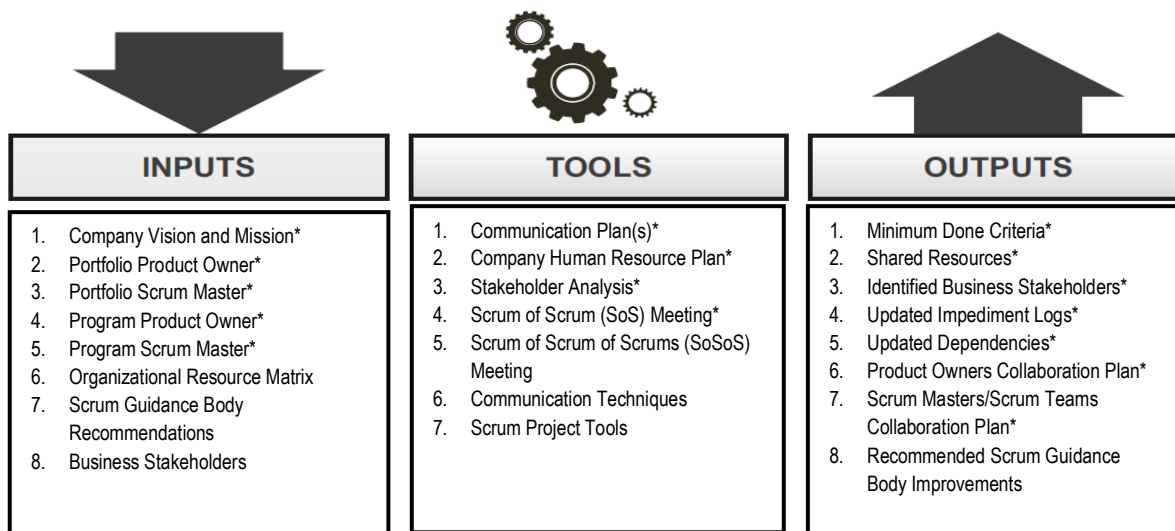 INPUTS
1. Company Vision and Mission*
2. Portfolio Product Owner*
3. Portfolio Scrum Master*
4. Program Product Owner*
5. Program Scrum Master*
6. Organizational Resource Matrix
7. Scrum Guidance Body
Recommendations
8. Business Stakeholders
TOOLS
1. Communication Plan(s)*
2. Company Human Resource Plan*
3. Stakeholder Analysis*
4. Scrum of Scrum (SoS) Meeting*
5. Scrum of Scrum of Scrums (SoSoS)
Meeting
6. Communication Techniques
7. Scrum Project Tools
OUTPUTS
1. Minimum Done Criteria*
2. Shared Resources*
3. Identified Business Stakeholders*
4. Updated Impediment Logs*
5. Updated Dependencies*
6. Product Owners Collaboration Plan*
7. Scrum Masters/Scrum Teams
Collaboration Plan*
8. Recommended Scrum Guidance
Body Improvements